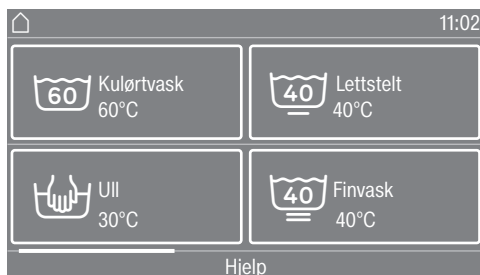 11:02
60 Kulørtvask
60°C
40 Lettstelt
40°C
Ull
30°C
40 Finvask
40°C
Hjelp